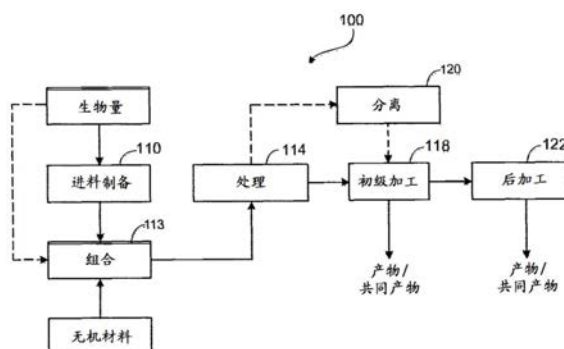 100
120
生物量
分离
110
114
118
122
进料制备
处理
初级加工
后加工
113
组合
产物/
共同产物
产物/
共同产物
无机材料